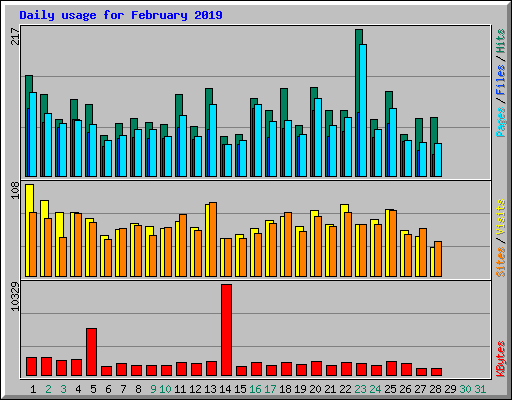 Daily usage for February 2019
217
108
10329
Pages / Files / Hits
Sites / Visits
KBytes
1 2 3 4 5 6 7 8 9 10 11 12 13 14 15 16 17 18 19 20 21 22 23 24 25 26 27 28 29 30 31